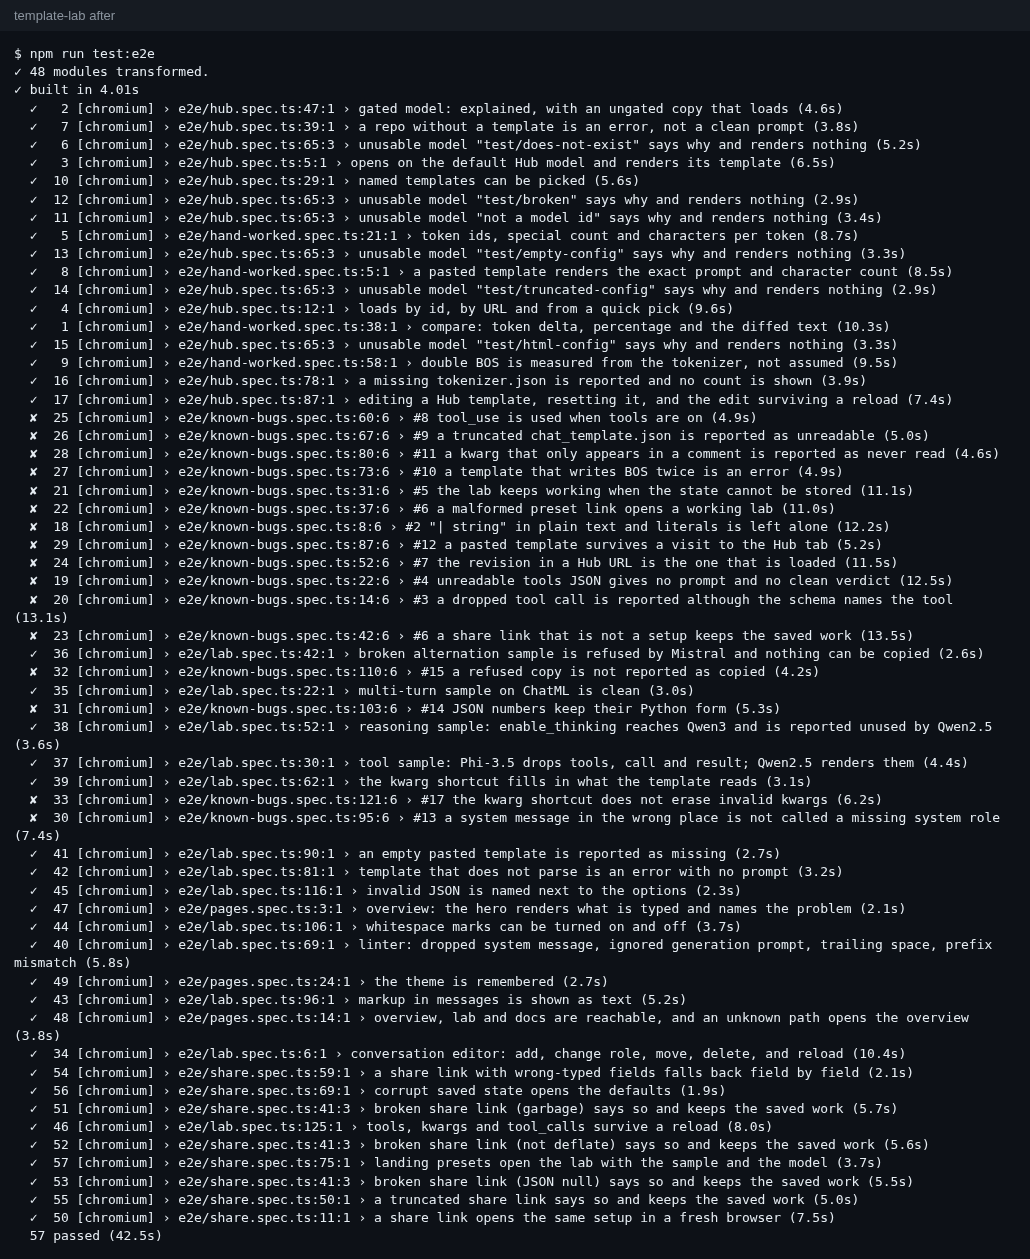 template-lab after
$ npm run test:e2e
✓ 48 modules transformed.
✓ built in 4.01s
✓   2 [chromium] › e2e/hub.spec.ts:47:1 › gated model: explained, with an ungated copy that loads (4.6s)
✓   7 [chromium] › e2e/hub.spec.ts:39:1 › a repo without a template is an error, not a clean prompt (3.8s)
✓   6 [chromium] › e2e/hub.spec.ts:65:3 › unusable model "test/does-not-exist" says why and renders nothing (5.2s)
✓   3 [chromium] › e2e/hub.spec.ts:5:1 › opens on the default Hub model and renders its template (6.5s)
✓  10 [chromium] › e2e/hub.spec.ts:29:1 › named templates can be picked (5.6s)
✓  12 [chromium] › e2e/hub.spec.ts:65:3 › unusable model "test/broken" says why and renders nothing (2.9s)
✓  11 [chromium] › e2e/hub.spec.ts:65:3 › unusable model "not a model id" says why and renders nothing (3.4s)
✓   5 [chromium] › e2e/hand-worked.spec.ts:21:1 › token ids, special count and characters per token (8.7s)
✓  13 [chromium] › e2e/hub.spec.ts:65:3 › unusable model "test/empty-config" says why and renders nothing (3.3s)
✓   8 [chromium] › e2e/hand-worked.spec.ts:5:1 › a pasted template renders the exact prompt and character count (8.5s)
✓  14 [chromium] › e2e/hub.spec.ts:65:3 › unusable model "test/truncated-config" says why and renders nothing (2.9s)
✓   4 [chromium] › e2e/hub.spec.ts:12:1 › loads by id, by URL and from a quick pick (9.6s)
✓   1 [chromium] › e2e/hand-worked.spec.ts:38:1 › compare: token delta, percentage and the diffed text (10.3s)
✓  15 [chromium] › e2e/hub.spec.ts:65:3 › unusable model "test/html-config" says why and renders nothing (3.3s)
✓   9 [chromium] › e2e/hand-worked.spec.ts:58:1 › double BOS is measured from the tokenizer, not assumed (9.5s)
✓  16 [chromium] › e2e/hub.spec.ts:78:1 › a missing tokenizer.json is reported and no count is shown (3.9s)
✓  17 [chromium] › e2e/hub.spec.ts:87:1 › editing a Hub template, resetting it, and the edit surviving a reload (7.4s)
✘  25 [chromium] › e2e/known-bugs.spec.ts:60:6 › #8 tool_use is used when tools are on (4.9s)
✘  26 [chromium] › e2e/known-bugs.spec.ts:67:6 › #9 a truncated chat_template.json is reported as unreadable (5.0s)
✘  28 [chromium] › e2e/known-bugs.spec.ts:80:6 › #11 a kwarg that only appears in a comment is reported as never read (4.6s)
✘  27 [chromium] › e2e/known-bugs.spec.ts:73:6 › #10 a template that writes BOS twice is an error (4.9s)
✘  21 [chromium] › e2e/known-bugs.spec.ts:31:6 › #5 the lab keeps working when the state cannot be stored (11.1s)
✘  22 [chromium] › e2e/known-bugs.spec.ts:37:6 › #6 a malformed preset link opens a working lab (11.0s)
✘  18 [chromium] › e2e/known-bugs.spec.ts:8:6 › #2 "| string" in plain text and literals is left alone (12.2s)
✘  29 [chromium] › e2e/known-bugs.spec.ts:87:6 › #12 a pasted template survives a visit to the Hub tab (5.2s)
✘  24 [chromium] › e2e/known-bugs.spec.ts:52:6 › #7 the revision in a Hub URL is the one that is loaded (11.5s)
✘  19 [chromium] › e2e/known-bugs.spec.ts:22:6 › #4 unreadable tools JSON gives no prompt and no clean verdict (12.5s)
✘  20 [chromium] › e2e/known-bugs.spec.ts:14:6 › #3 a dropped tool call is reported although the schema names the tool
(13.1s)
✘  23 [chromium] › e2e/known-bugs.spec.ts:42:6 › #6 a share link that is not a setup keeps the saved work (13.5s)
✓  36 [chromium] › e2e/lab.spec.ts:42:1 › broken alternation sample is refused by Mistral and nothing can be copied (2.6s)
✘  32 [chromium] › e2e/known-bugs.spec.ts:110:6 › #15 a refused copy is not reported as copied (4.2s)
✓  35 [chromium] › e2e/lab.spec.ts:22:1 › multi-turn sample on ChatML is clean (3.0s)
✘  31 [chromium] › e2e/known-bugs.spec.ts:103:6 › #14 JSON numbers keep their Python form (5.3s)
✓  38 [chromium] › e2e/lab.spec.ts:52:1 › reasoning sample: enable_thinking reaches Qwen3 and is reported unused by Qwen2.5
(3.6s)
✓  37 [chromium] › e2e/lab.spec.ts:30:1 › tool sample: Phi-3.5 drops tools, call and result; Qwen2.5 renders them (4.4s)
✓  39 [chromium] › e2e/lab.spec.ts:62:1 › the kwarg shortcut fills in what the template reads (3.1s)
✘  33 [chromium] › e2e/known-bugs.spec.ts:121:6 › #17 the kwarg shortcut does not erase invalid kwargs (6.2s)
✘  30 [chromium] › e2e/known-bugs.spec.ts:95:6 › #13 a system message in the wrong place is not called a missing system role
(7.4s)
✓  41 [chromium] › e2e/lab.spec.ts:90:1 › an empty pasted template is reported as missing (2.7s)
✓  42 [chromium] › e2e/lab.spec.ts:81:1 › template that does not parse is an error with no prompt (3.2s)
✓  45 [chromium] › e2e/lab.spec.ts:116:1 › invalid JSON is named next to the options (2.3s)
✓  47 [chromium] › e2e/pages.spec.ts:3:1 › overview: the hero renders what is typed and names the problem (2.1s)
✓  44 [chromium] › e2e/lab.spec.ts:106:1 › whitespace marks can be turned on and off (3.7s)
✓  40 [chromium] › e2e/lab.spec.ts:69:1 › linter: dropped system message, ignored generation prompt, trailing space, prefix
mismatch (5.8s)
✓  49 [chromium] › e2e/pages.spec.ts:24:1 › the theme is remembered (2.7s)
✓  43 [chromium] › e2e/lab.spec.ts:96:1 › markup in messages is shown as text (5.2s)
✓  48 [chromium] › e2e/pages.spec.ts:14:1 › overview, lab and docs are reachable, and an unknown path opens the overview
(3.8s)
✓  34 [chromium] › e2e/lab.spec.ts:6:1 › conversation editor: add, change role, move, delete, and reload (10.4s)
✓  54 [chromium] › e2e/share.spec.ts:59:1 › a share link with wrong-typed fields falls back field by field (2.1s)
✓  56 [chromium] › e2e/share.spec.ts:69:1 › corrupt saved state opens the defaults (1.9s)
✓  51 [chromium] › e2e/share.spec.ts:41:3 › broken share link (garbage) says so and keeps the saved work (5.7s)
✓  46 [chromium] › e2e/lab.spec.ts:125:1 › tools, kwargs and tool_calls survive a reload (8.0s)
✓  52 [chromium] › e2e/share.spec.ts:41:3 › broken share link (not deflate) says so and keeps the saved work (5.6s)
✓  57 [chromium] › e2e/share.spec.ts:75:1 › landing presets open the lab with the sample and the model (3.7s)
✓  53 [chromium] › e2e/share.spec.ts:41:3 › broken share link (JSON null) says so and keeps the saved work (5.5s)
✓  55 [chromium] › e2e/share.spec.ts:50:1 › a truncated share link says so and keeps the saved work (5.0s)
✓  50 [chromium] › e2e/share.spec.ts:11:1 › a share link opens the same setup in a fresh browser (7.5s)
57 passed (42.5s)